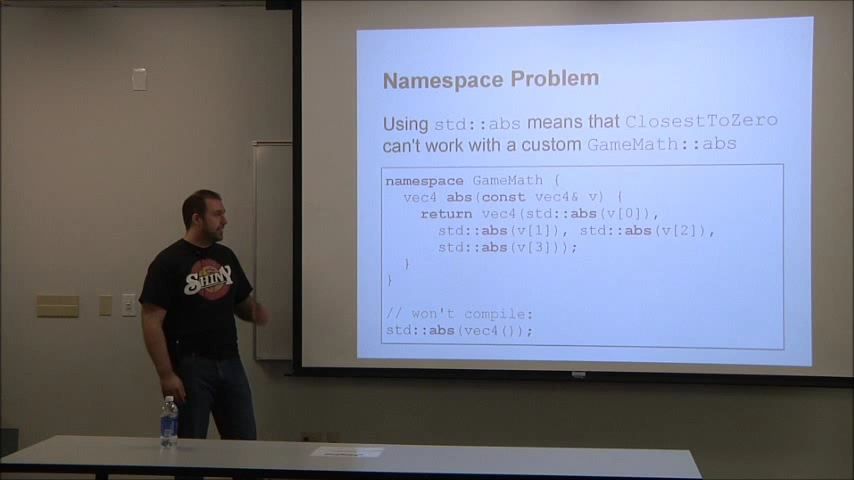 Namespace Problem
Using std::abs means that ClosestToZero
can't work with a custom GameMath::abs
namespace GameMath {
vec4 abs(const vec4& v) {
return vec4(std::abs(v[0]),
std::abs(v[1]), std::abs(v[2]),
std::abs(v[3]));
}
}
// won't compile:
std::abs(vec4());
SHINY